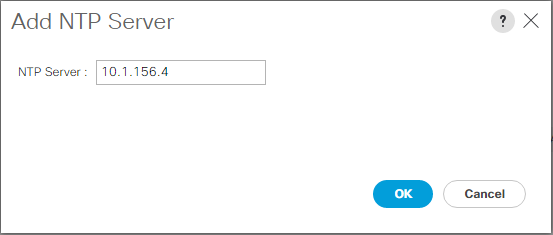 Add NTP Server
?
NTP Server : 10.1.156.4
OK Cancel